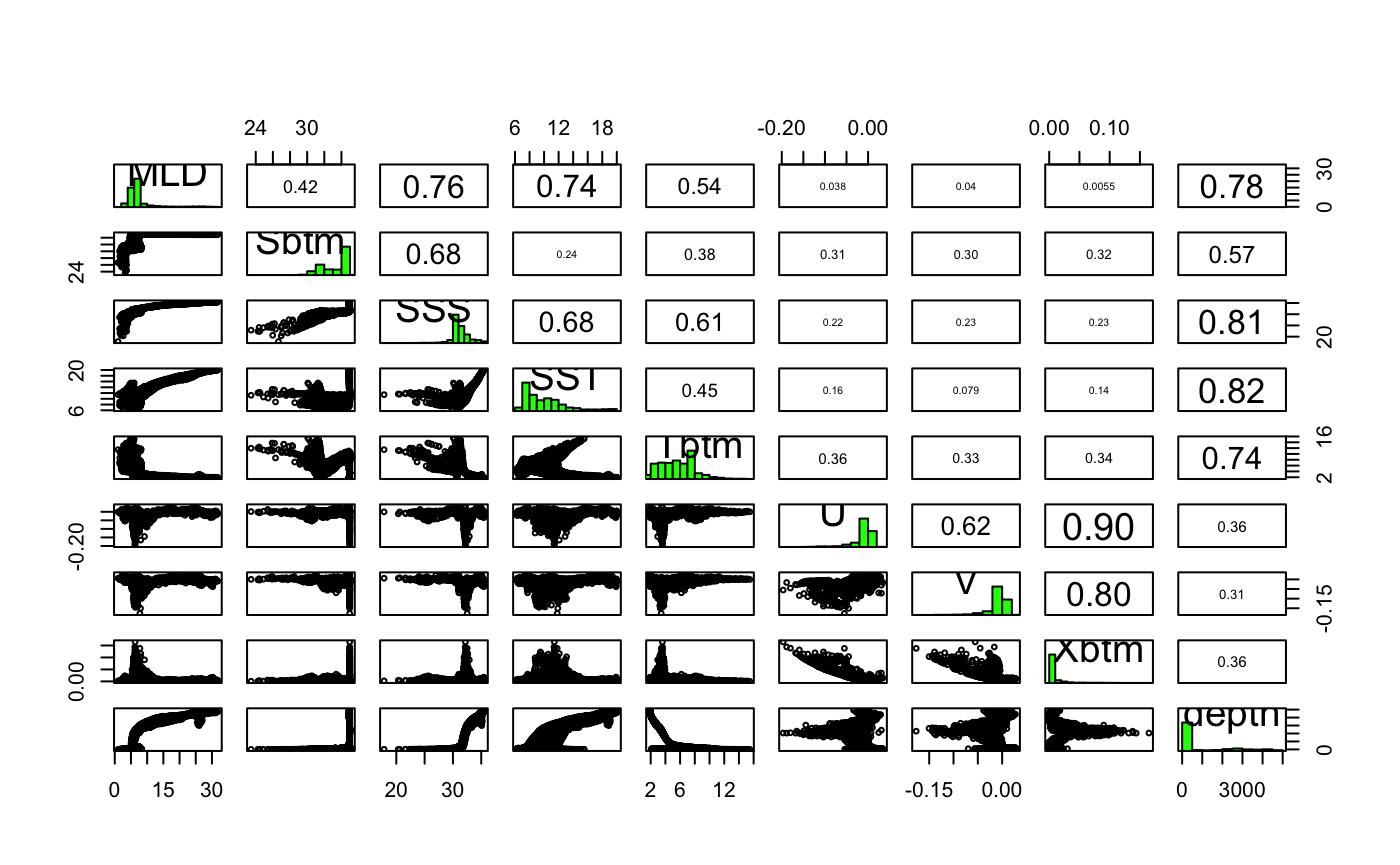 24 30 6 12 18 -0.20 0.00 0.00 0.10
MLD 0.42 0.76 0.74 0.54 0.038 0.04 0.0055 0.78 0 30
24 Sbtm 0.68 0.24 0.38 0.31 0.30 0.32 0.57
SSS 0.68 0.61 0.22 0.23 0.23 0.81 20
6 20 SST 0.45 0.16 0.079 0.14 0.82
Tbtm 0.36 0.33 0.34 0.74 2 16
-0.20 U 0.62 0.90 0.36
V 0.80 0.31 -0.15
0.00 Xbtm 0.36
depth 0
0 15 30 20 30 2 6 12 -0.15 0.00 0 3000